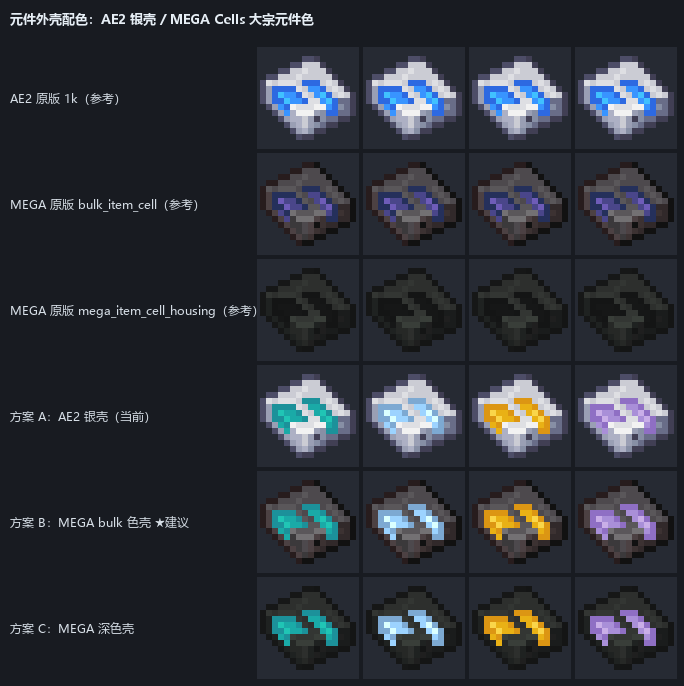 元件外壳配色：AE2 银壳 / MEGA Cells 大宗元件色
AE2 原版 1k（参考）
MEGA 原版 bulk_item_cell（参考）
MEGA 原版 mega_item_cell_housing（参考）
方案 A：AE2 银壳（当前）
方案 B：MEGA bulk 色壳 ★建议
方案 C：MEGA 深色壳